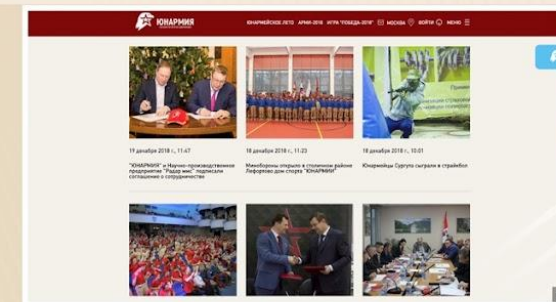 ЮНАРМИЯ
ЮНАРМЕЙСКОЕ ЛЕТО АРМИ-2018 ИГРА "ПОБЕДА-2018" МОСКВА ВОЙТИ МЕНЮ
19 декабря 2018 г., 11:47
"ЮНАРМИЯ" и Научно-производственное
предприятие "Радар ммс" подписали
соглашение о сотрудничестве
18 декабря 2018 г., 11:23
Минобороны открыло в столичном районе
Лефортово дом спорта "ЮНАРМИИ"
18 декабря 2018 г., 10:01
Юнармейцы Сургута сыграли в страйкбол